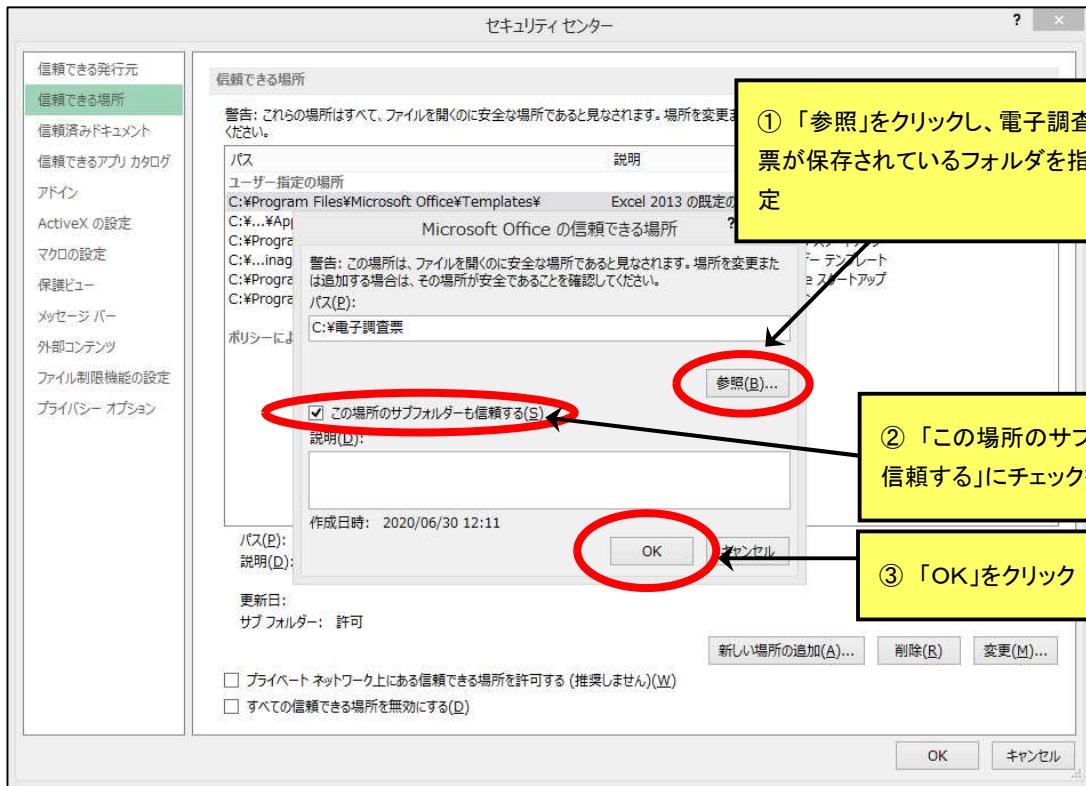 セキュリティ センター
?
信頼できる発行元
信頼できる場所
信頼済みドキュメント
信頼できるアプリ カタログ
アドイン
ActiveX の設定
マクロの設定
保護ビュー
メッセージ バー
外部コンテンツ
ファイル制限機能の設定
プライバシー オプション
信頼できる場所
警告: これらの場所はすべて、ファイルを開くのに安全な場所であると見なされます。場所を変更ま
ください。
パス 説明
ユーザー指定の場所
C:¥Program Files¥Microsoft Office¥Templates¥ Excel 2013 の既定の
C:¥...¥Ap
C:¥Progra
C:¥...inag テンプレート
C:¥Progra スタートアップ
C:¥Progra
ポリシーによ
Microsoft Office の信頼できる場所
?
警告: この場所は、ファイルを開くのに安全な場所であると見なされます。場所を変更また
は追加する場合は、その場所が安全であることを確認してください。
パス(P):
C:¥電子調査票
参照(B)...
この場所のサブフォルダーも信頼する(S)
説明(D):
作成日時: 2020/06/30 12:11
OK キャンセル
① 「参照」をクリックし、電子調査
票が保存されているフォルダを指
定
② 「この場所のサブ
信頼する」にチェック
③ 「OK」をクリック
パス(P):
説明(D):
更新日:
サブ フォルダー: 許可
新しい場所の追加(A)... 削除(R) 変更(M)...
プライベート ネットワーク上にある信頼できる場所を許可する (推奨しません)(W)
すべての信頼できる場所を無効にする(D)
OK キャンセル